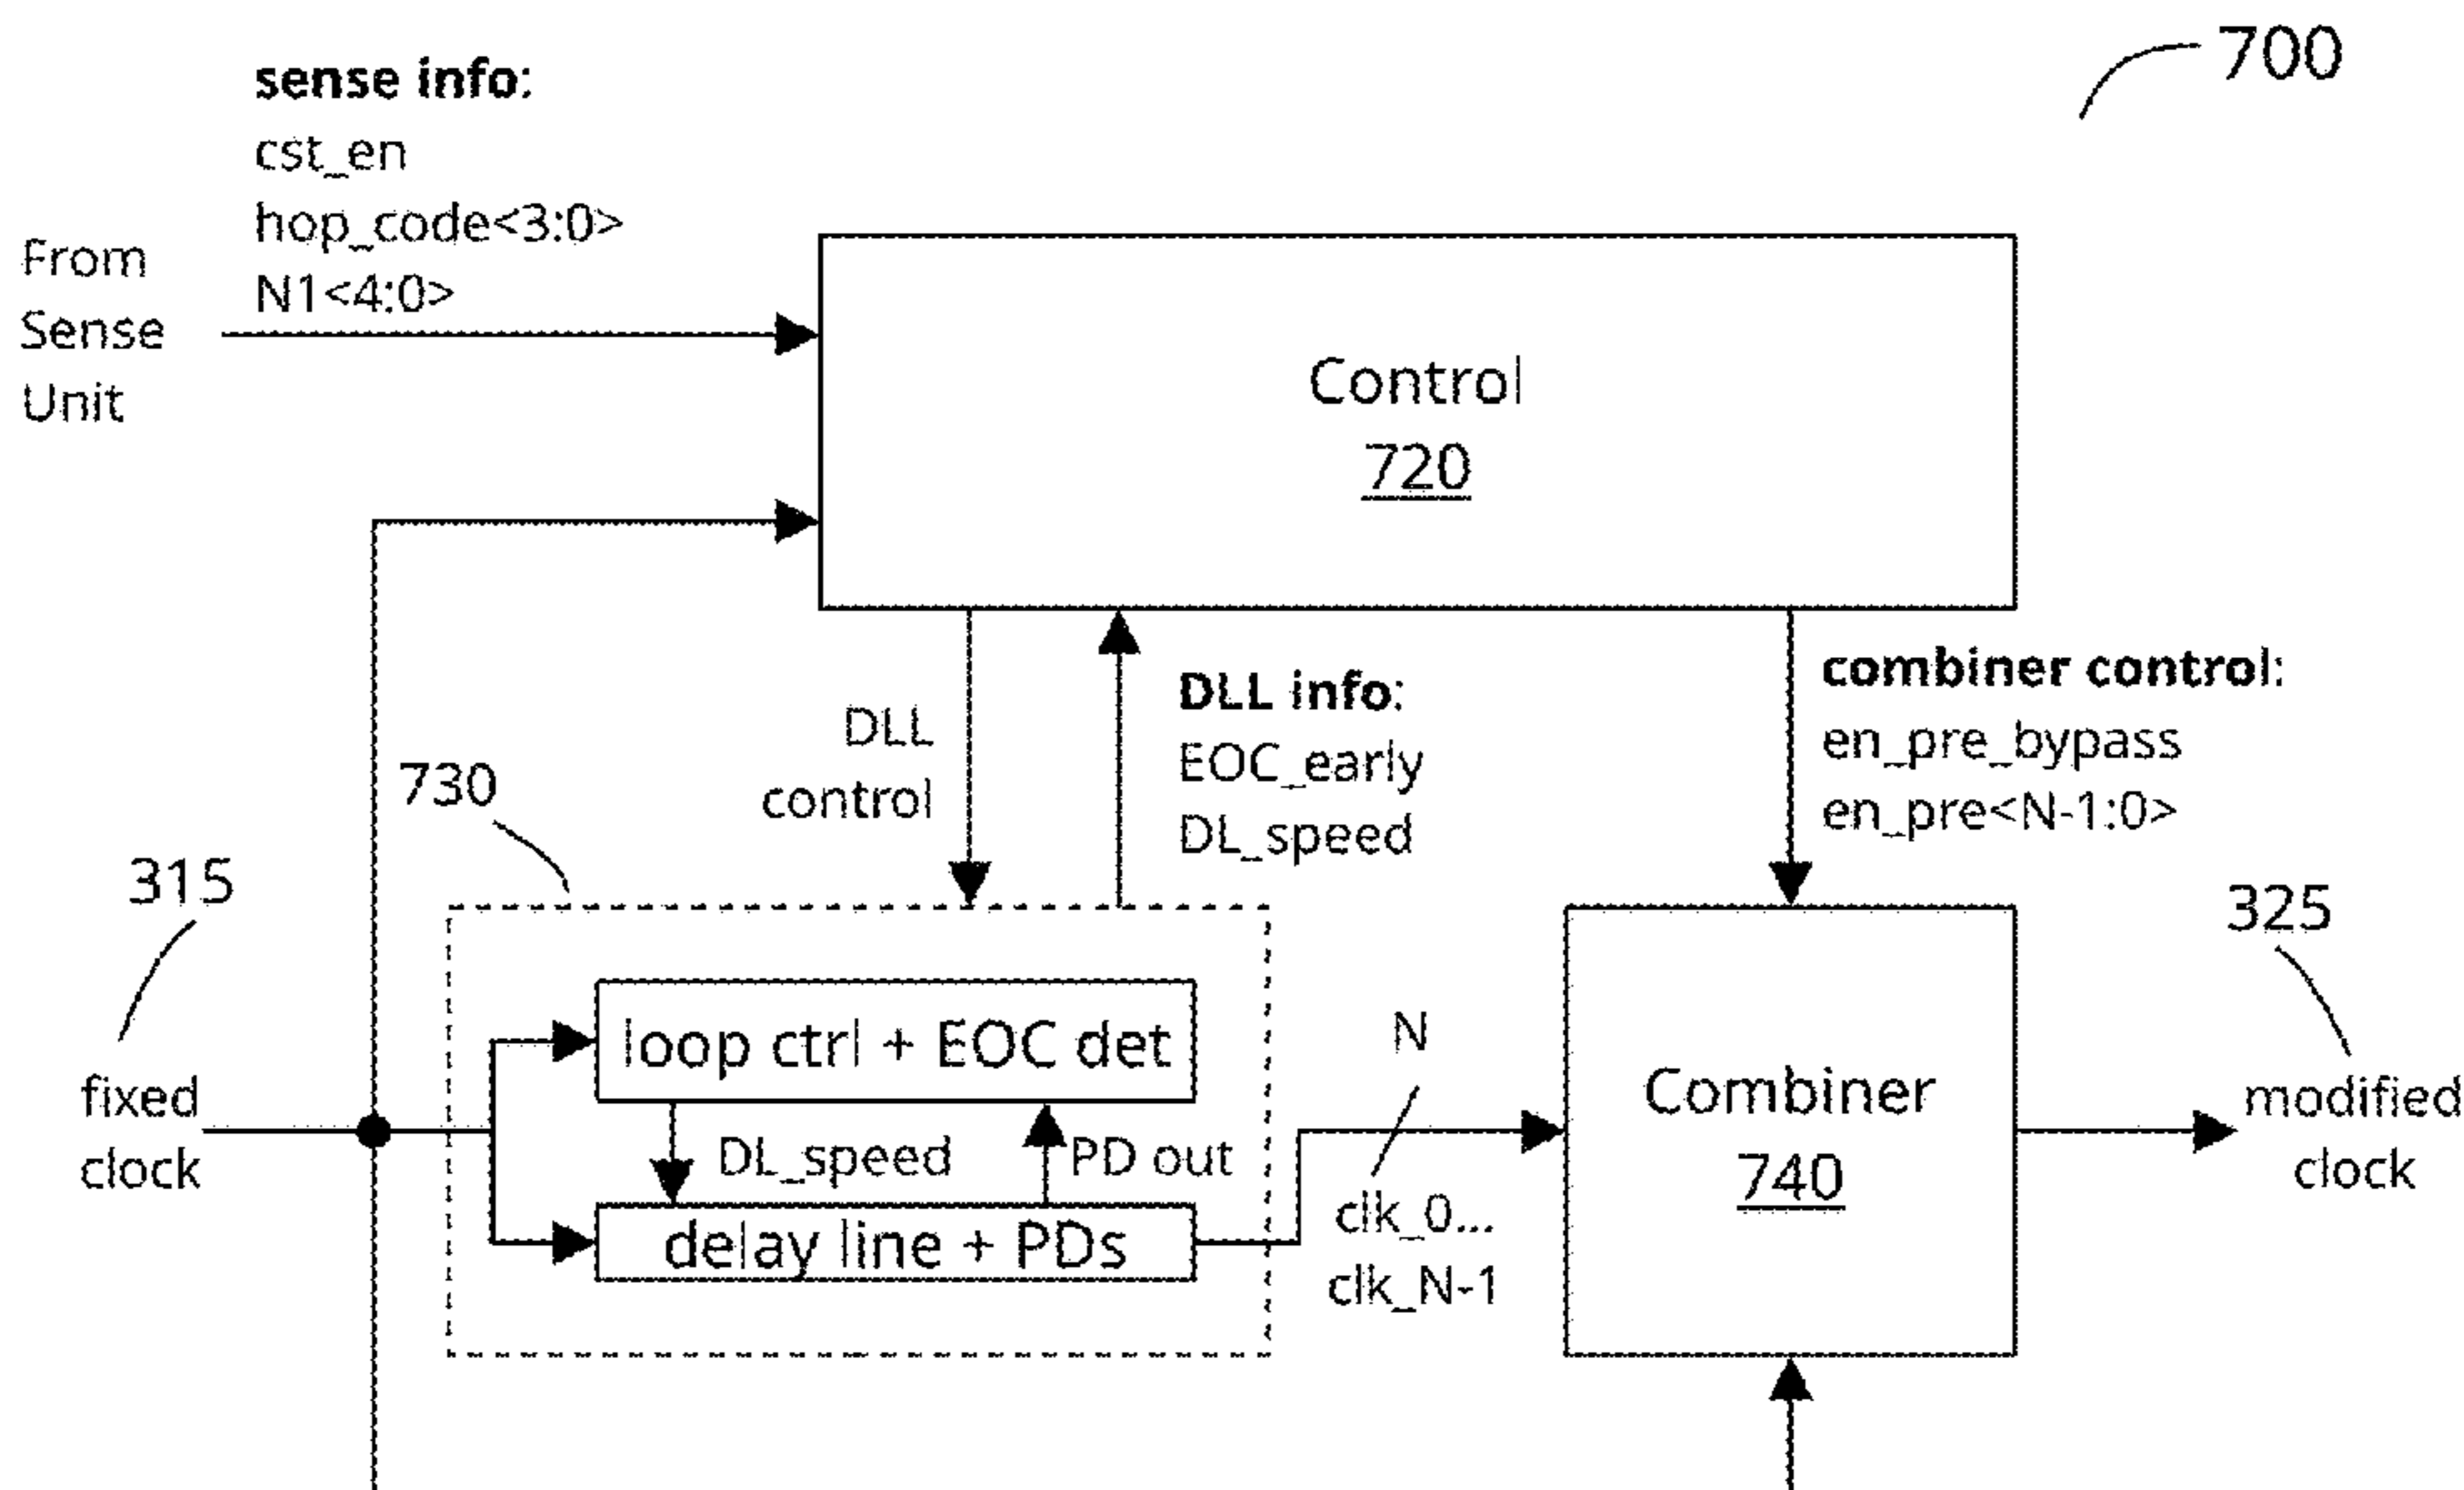 700
sense info:
cst_en
hop_code<3:0>
N1<4:0>
From
Sense
Unit
Control
720
DLL
control
DLL info:
EOC_early
DL_speed
combiner control:
en_pre_bypass
en_pre<N-1:0>
730
315
325
fixed
clock
loop ctrl + EOC det
DL_speed
PD out
delay line + PDs
N
clk_0...
clk_N-1
Combiner
740
modified
clock